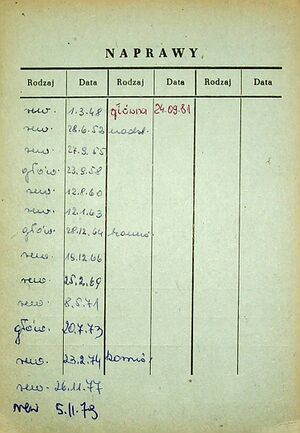 NAPRAWY
Rodzaj Data Rodzaj Data Rodzaj Data
rew. 1.3.48 główna 24.09.81
rew. 28.6.53
rew. 27.9.55
głów. 23.9.58
rew. 12.8.60
rew. 12.1.63
głów. 28.12.64
rew. 19.12.66
rew. 25.2.69
rew 8.5.71
głów. 20.7.73
rew. 23.2.74
rew. 26.11.77
rew 5.11.79